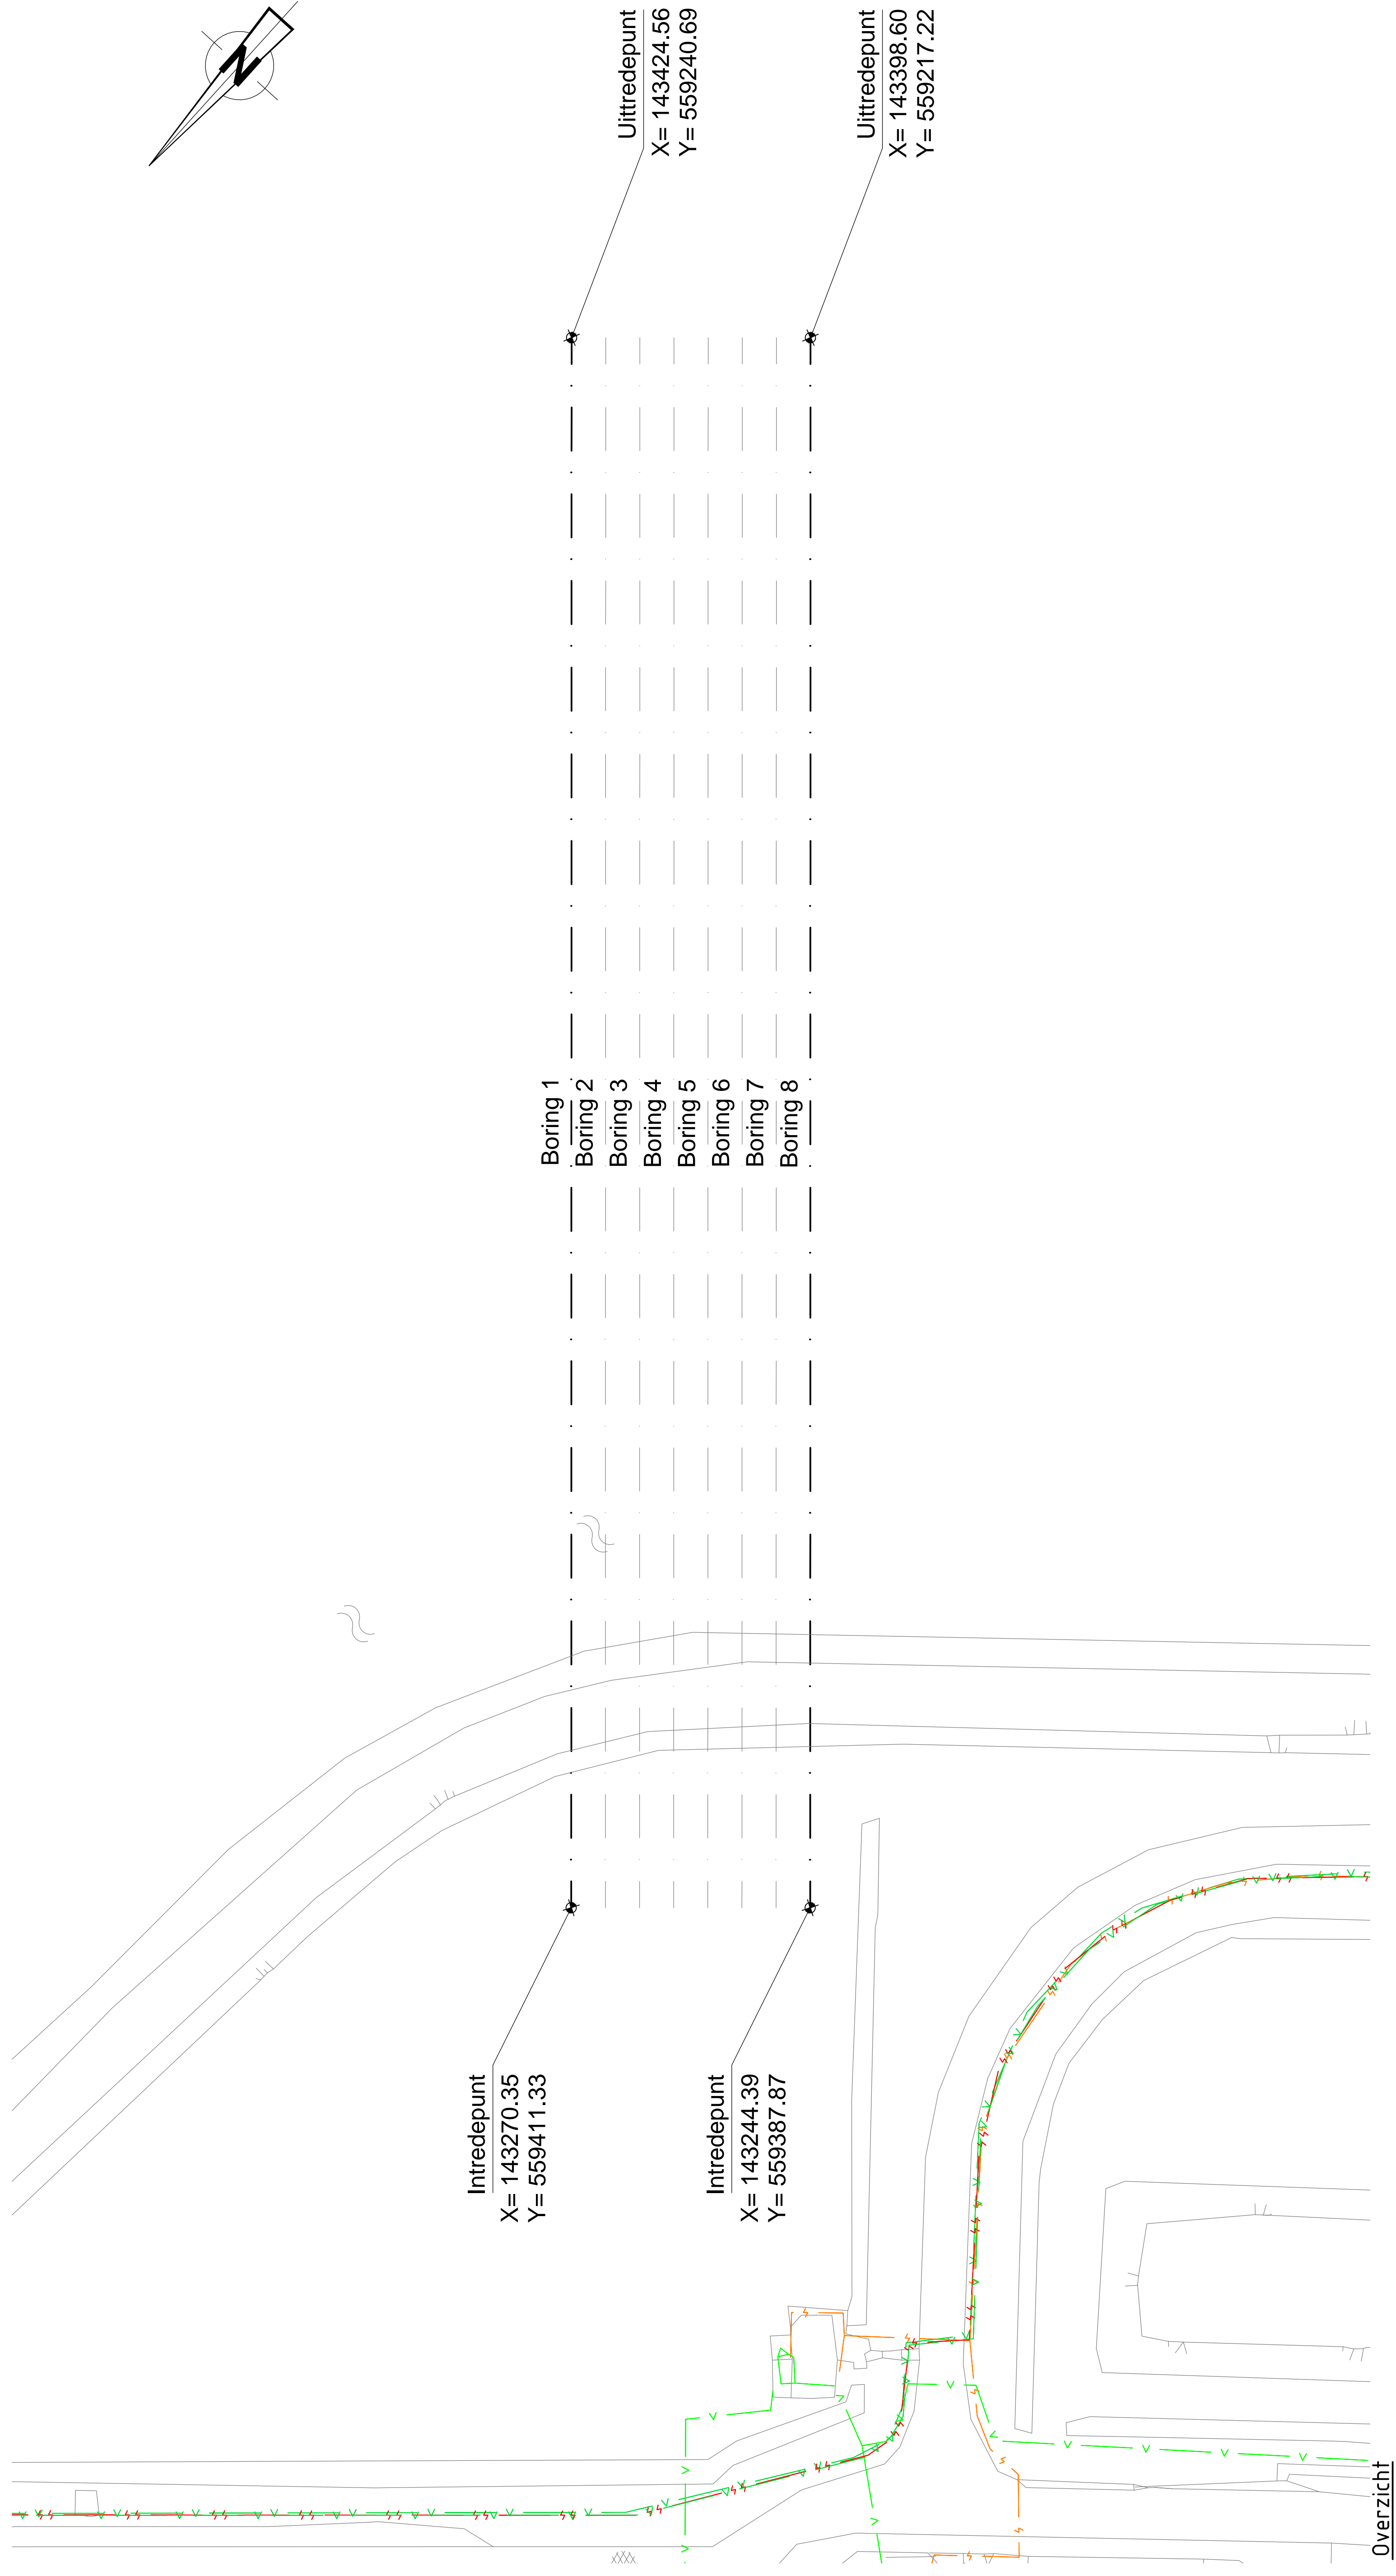 N
Uittredepunt
X= 143424.56
Y= 559240.69
Uittredepunt
X= 143398.60
Y= 559217.22
Boring 1
Boring 2
Boring 3
Boring 4
Boring 5
Boring 6
Boring 7
Boring 8
Intredepunt
X= 143270.35
Y= 559411.33
Intredepunt
X= 143244.39
Y= 559387.87
Overzicht